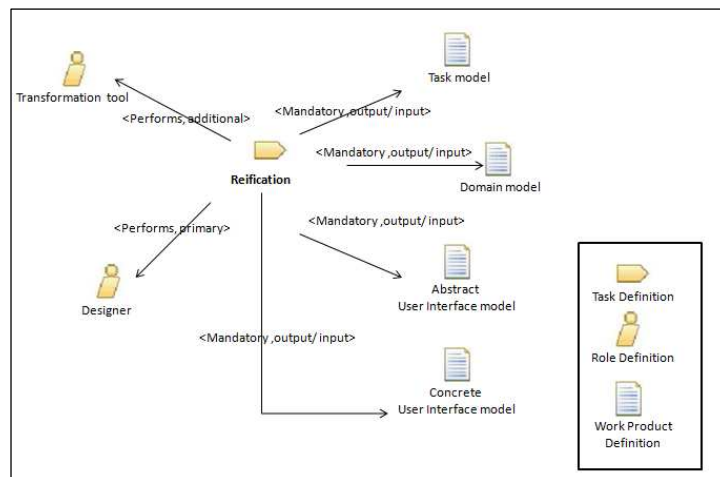 Task model
Transformation tool
<Performs, additional>
<Mandatory ,output/ input>
<Mandatory ,output/ input>
Reification
Domain model
<Performs, primary>
<Mandatory ,output/ input>
Designer
Abstract
User Interface model
<Mandatory ,output/ input>
Concrete
User Interface model
Task Definition
Role Definition
Work Product
Definition